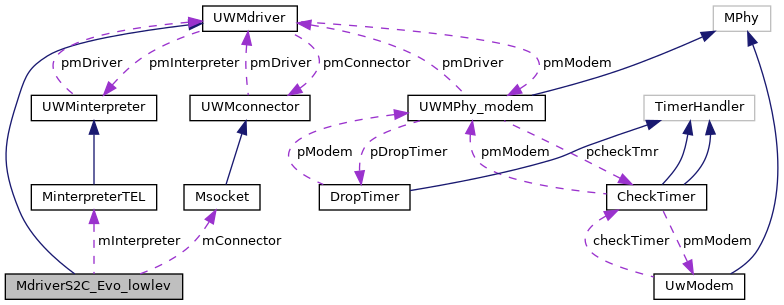 UWMdriver
MPhy
pmDriver
pmInterpreter
pmDriver
pmConnector
pmDriver
pmModem
UWMinterpreter
UWMconnector
UWMPhy_modem
TimerHandler
pModem
pDropTimer
pmModem
pcheckTmr
MinterpreterTEL
Msocket
DropTimer
CheckTimer
mInterpreter
mConnector
checkTimer
pmModem
MdriverS2C_Evo_lowlev
UwModem